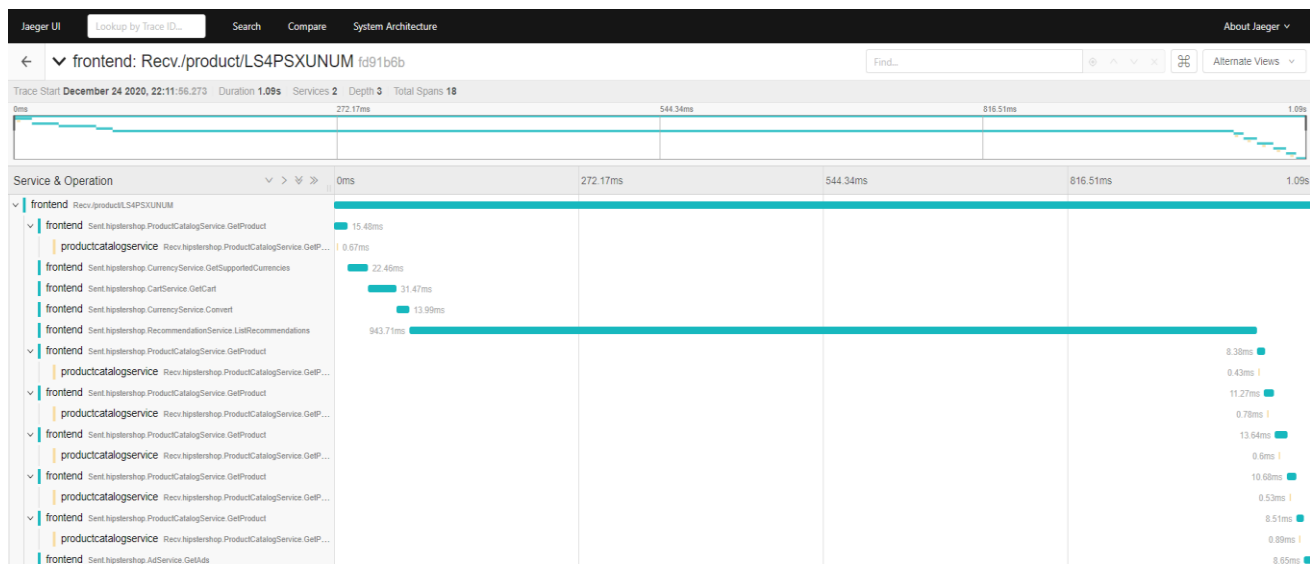 Jaeger UI Lookup by Trace ID... Search Compare System Architecture About Jaeger
frontend: Recv./product/LS4PSXUNUM fd91b6b Find... Alternate Views
Trace Start December 24 2020, 22:11:56.273 Duration 1.09s Services 2 Depth 3 Total Spans 18
0ms 272.17ms 544.34ms 816.51ms 1.09s
Service & Operation 0ms 272.17ms 544.34ms 816.51ms 1.09s
frontend Recv./product/LS4PSXUNUM
frontend Sent.hipstershop.ProductCatalogService.GetProduct 15.48ms
productcatalogservice Recv.hipstershop.ProductCatalogService.GetP... 0.67ms
frontend Sent.hipstershop.CurrencyService.GetSupportedCurrencies 22.46ms
frontend Sent.hipstershop.CartService.GetCart 31.47ms
frontend Sent.hipstershop.CurrencyService.Convert 13.99ms
frontend Sent.hipstershop.RecommendationService.ListRecommendations 943.71ms
frontend Sent.hipstershop.ProductCatalogService.GetProduct 8.38ms
productcatalogservice Recv.hipstershop.ProductCatalogService.GetP... 0.43ms
frontend Sent.hipstershop.ProductCatalogService.GetProduct 11.27ms
productcatalogservice Recv.hipstershop.ProductCatalogService.GetP... 0.78ms
frontend Sent.hipstershop.ProductCatalogService.GetProduct 13.64ms
productcatalogservice Recv.hipstershop.ProductCatalogService.GetP... 0.6ms
frontend Sent.hipstershop.ProductCatalogService.GetProduct 10.68ms
productcatalogservice Recv.hipstershop.ProductCatalogService.GetP... 0.53ms
frontend Sent.hipstershop.ProductCatalogService.GetProduct 8.51ms
productcatalogservice Recv.hipstershop.ProductCatalogService.GetP... 0.89ms
frontend Sent.hipstershop.AdService.GetAds 8.65ms